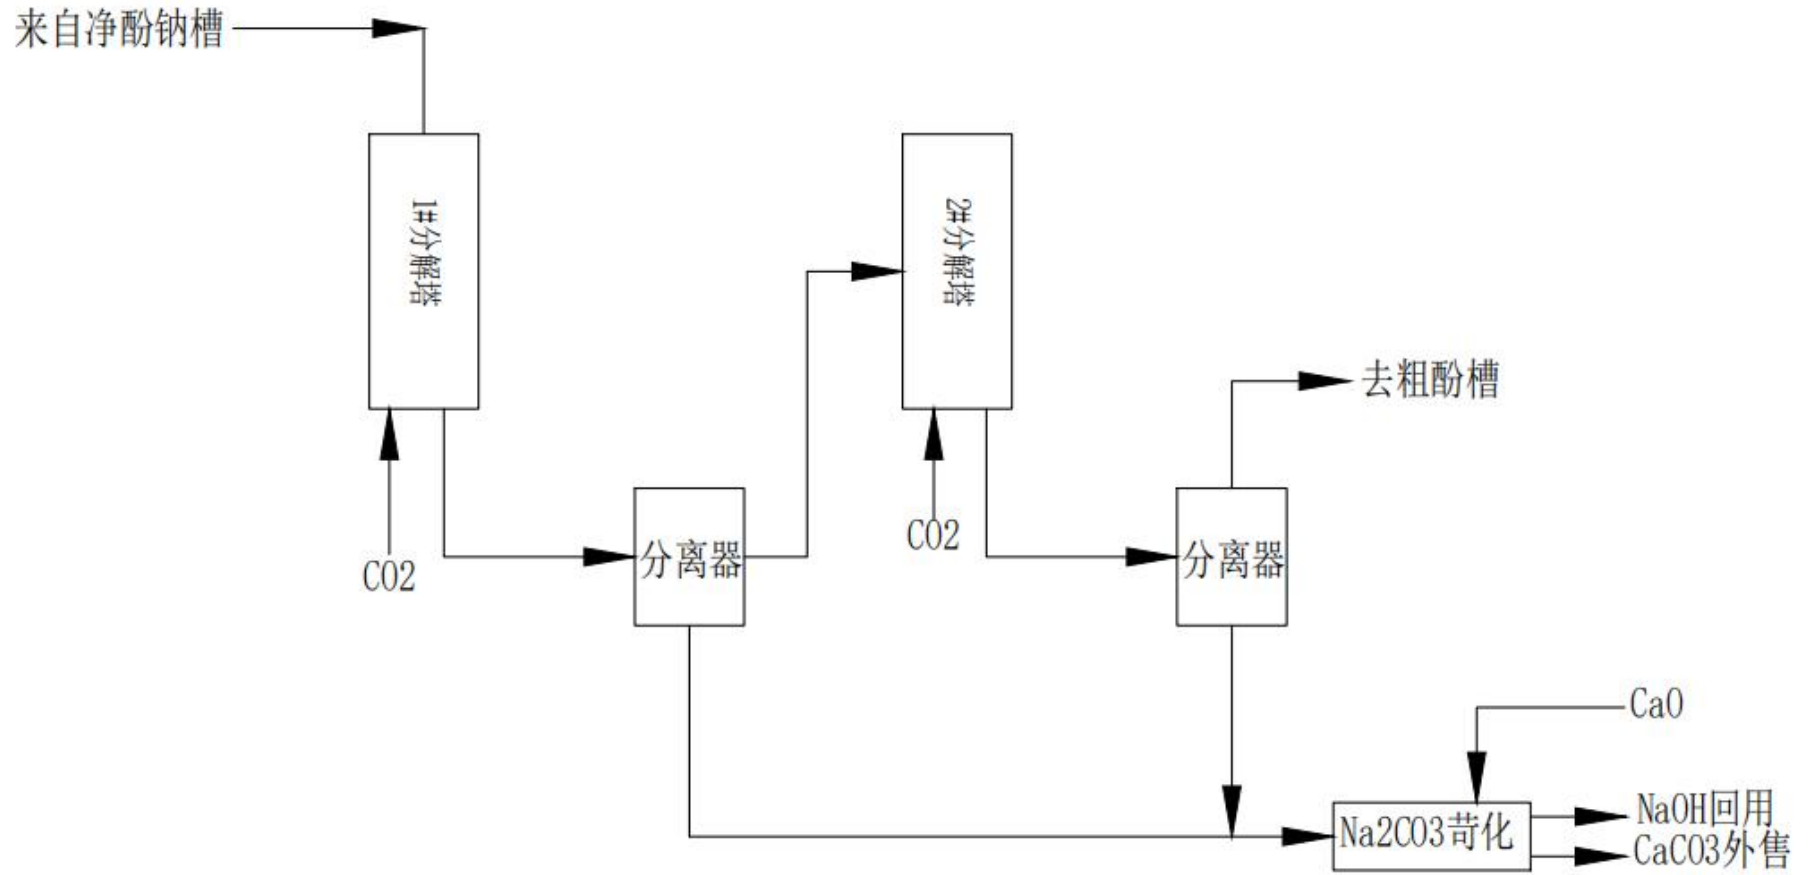 来自净酚钠槽
1#分解塔
2#分解塔
去粗酚槽
CO2
CO2
分离器
分离器
CaO
Na2CO3苛化
NaOH回用
CaCO3外售